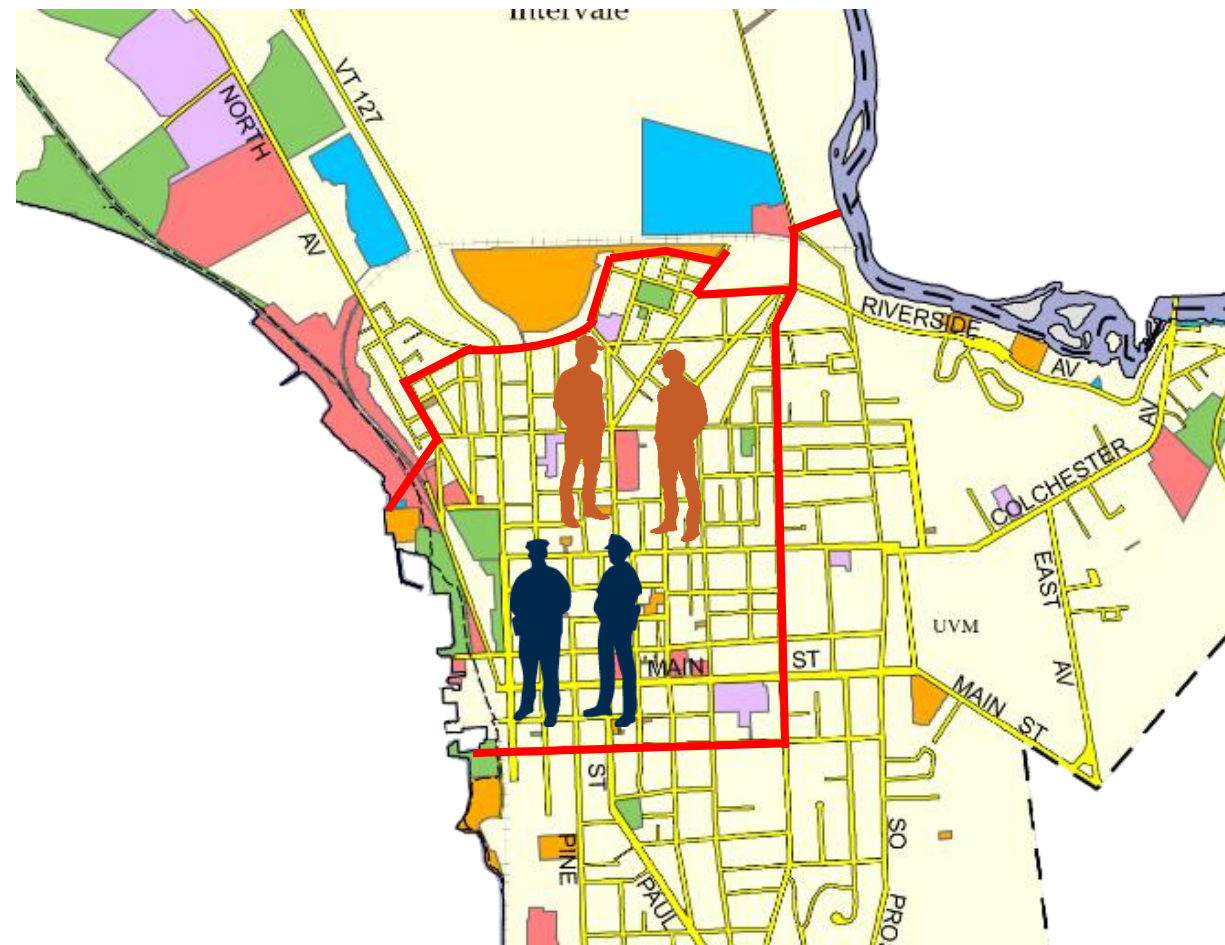 Intervale
VT 127
NORTH
AV
RIVERSIDE
AV
AV
COLCHESTER
EAST
AV
UVM
MAIN
ST
MAIN
ST
ST
PINE
PAUL
SO
PRO